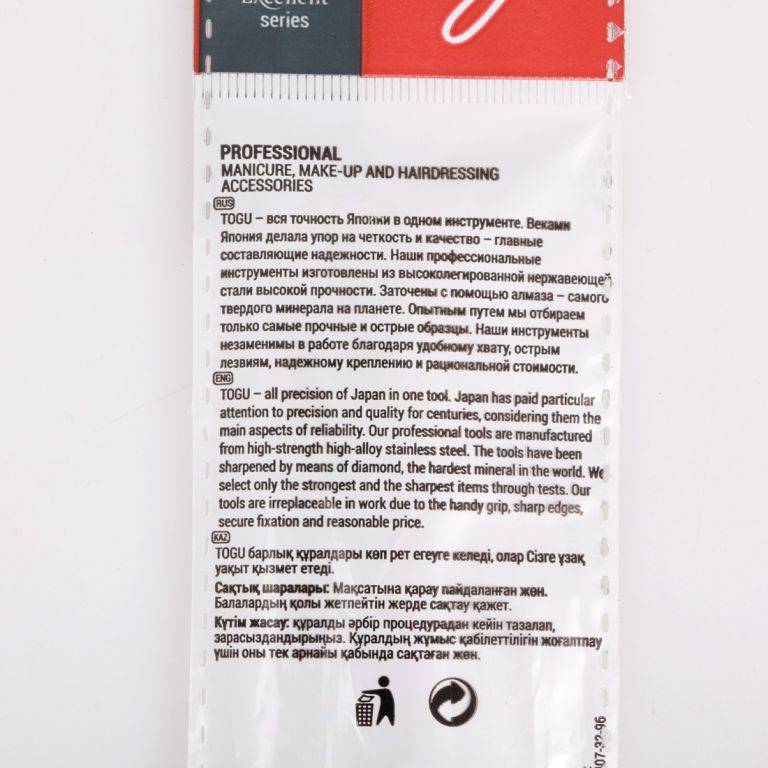 Excellent
series
PROFESSIONAL
MANICURE, MAKE-UP AND HAIRDRESSING
ACCESSORIES
RUS
TOGU – вся точность Японии в одном инструменте. Веками
Япония делала упор на четкость и качество – главные
составляющие надежности. Наши профессиональные
инструменты изготовлены из высоколегированной нержавеющей
стали высокой прочности. Заточены с помощью алмаза – самого
твердого минерала на планете. Опытным путем мы отбираем
только самые прочные и острые образцы. Наши инструменты
незаменимы в работе благодаря удобному хвату, острым
лезвиям, надежному креплению и рациональной стоимости.
ENG
TOGU – all precision of Japan in one tool. Japan has paid particular
attention to precision and quality for centuries, considering them the
main aspects of reliability. Our professional tools are manufactured
from high-strength high-alloy stainless steel. The tools have been
sharpened by means of diamond, the hardest mineral in the world. We
select only the strongest and the sharpest items through tests. Our
tools are irreplaceable in work due to the handy grip, sharp edges,
secure fixation and reasonable price.
KAZ
TOGU барлық құралдары көп рет егеуге келеді, олар Сізге ұзақ
уақыт қызмет етеді.
Сақтық шаралары: Мақсатына қарау пайдаланған жөн.
Балалардың қолы жетпейтін жерде сақтау қажет.
Күтім жасау: құралды әрбір процедурадан кейін тазалап,
зарасыздандырыңыз. Құралдың жұмыс қабілеттілігін жоғалтпау
үшін оны тек арнайы қабында сақтаған жөн.
07-32-96